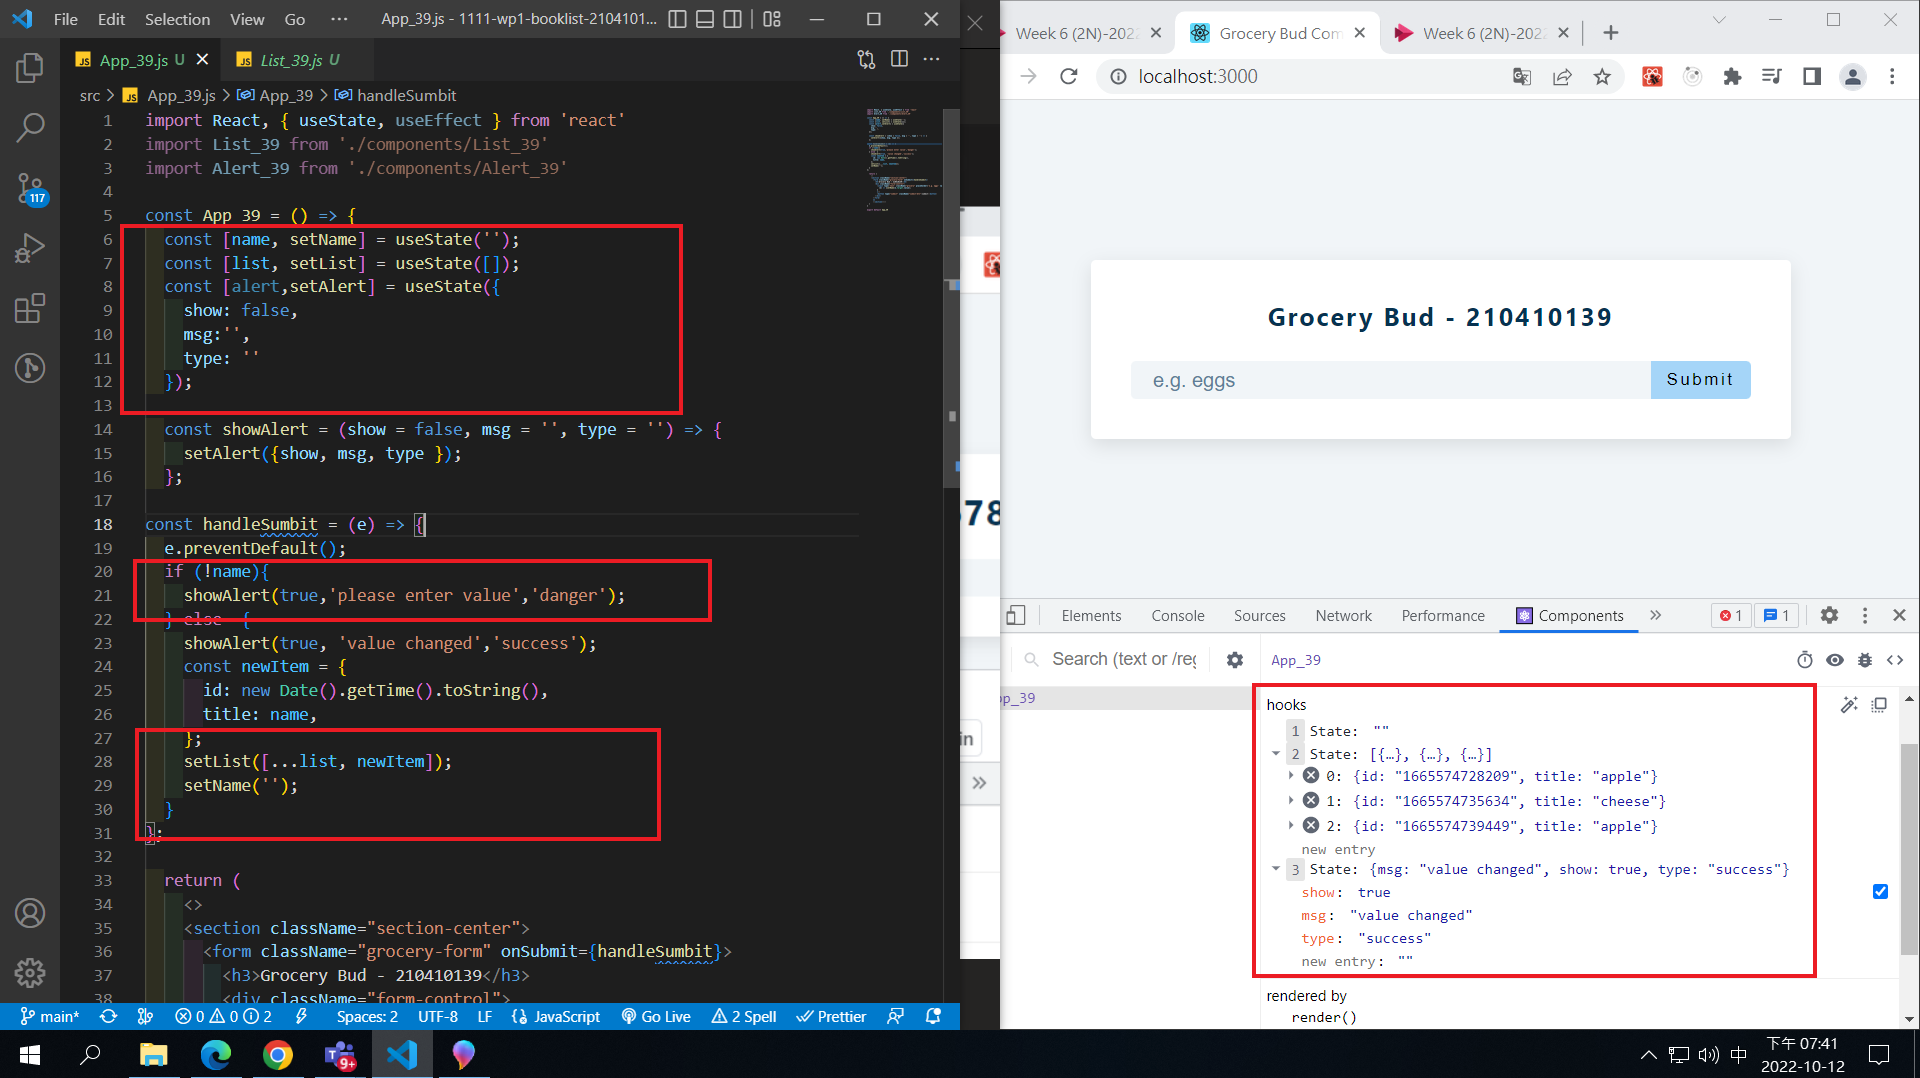 File Edit Selection View Go ··· App_39.js - 1111-wp1-booklist-2104101...
App_39.js U
List_39.js U
src > App_39.js > App_39 > handleSumbit
1 import React, { useState, useEffect } from 'react'
2 import List_39 from './components/List_39'
3 import Alert_39 from './components/Alert_39'
4
5 const App_39 = () => {
6 const [name, setName] = useState('');
7 const [list, setList] = useState([]);
8 const [alert,setAlert] = useState({
9 show: false,
10 msg:'',
11 type: ''
12 });
13
14 const showAlert = (show = false, msg = '', type = '') => {
15 setAlert({show, msg, type });
16 };
17
18 const handleSumbit = (e) => {
19 e.preventDefault();
20 if (!name){
21 showAlert(true,'please enter value','danger');
22 } else {
23 showAlert(true, 'value changed','success');
24 const newItem = {
25 id: new Date().getTime().toString(),
26 title: name,
27 };
28 setList([...list, newItem]);
29 setName('');
30 }
31 };
32
33 return (
34 <>
35 <section className="section-center">
36 <form className="grocery-form" onSubmit={handleSumbit}>
37 <h3>Grocery Bud - 210410139</h3>
38 <div className="form-control">
117
main* 0 0 2 Spaces: 2 UTF-8 LF JavaScript Go Live 2 Spell Prettier
78
in
Week 6 (2N)-202
Grocery Bud Com
Week 6 (2N)-202
localhost:3000
Grocery Bud - 210410139
e.g. eggs
Submit
Elements Console Sources Network Performance Components 1 1
Search (text or /reg
App_39
pp_39
hooks
1 State: ""
2 State: [{…}, {…}, {…}]
0: {id: "1665574728209", title: "apple"}
1: {id: "1665574735634", title: "cheese"}
2: {id: "1665574739449", title: "apple"}
new entry
3 State: {msg: "value changed", show: true, type: "success"}
show: true
msg: "value changed"
type: "success"
new entry: ""
rendered by
render()
9+
中
下午 07:41
2022-10-12